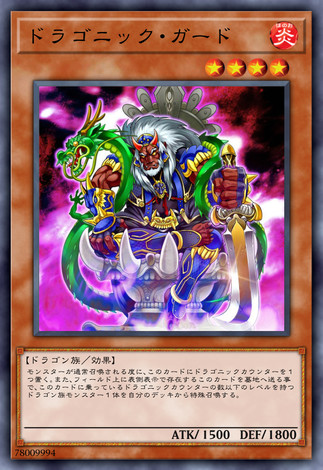 ドラゴニック・ガード
炎
ほのお
【ドラゴン族／効果】
モンスターが通常召喚される度に、このカードにドラゴニックカウンターを１
つ置く。また、フィールド上に表側表示で存在するこのカードを墓地へ送る事
で、このカードに乗っているドラゴニックカウンターの数以下のレベルを持つ
ドラゴン族モンスター１体を自分のデッキから特殊召喚する。
ATK/ 1500 DEF/1800
78009994